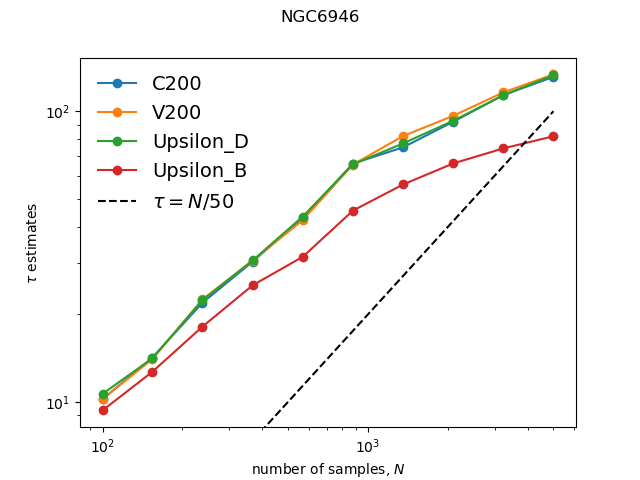 NGC6946
C200
V200
Upsilon_D
Upsilon_B
τ = N/50
τ estimates
10²
10¹
10²
10³
number of samples, N